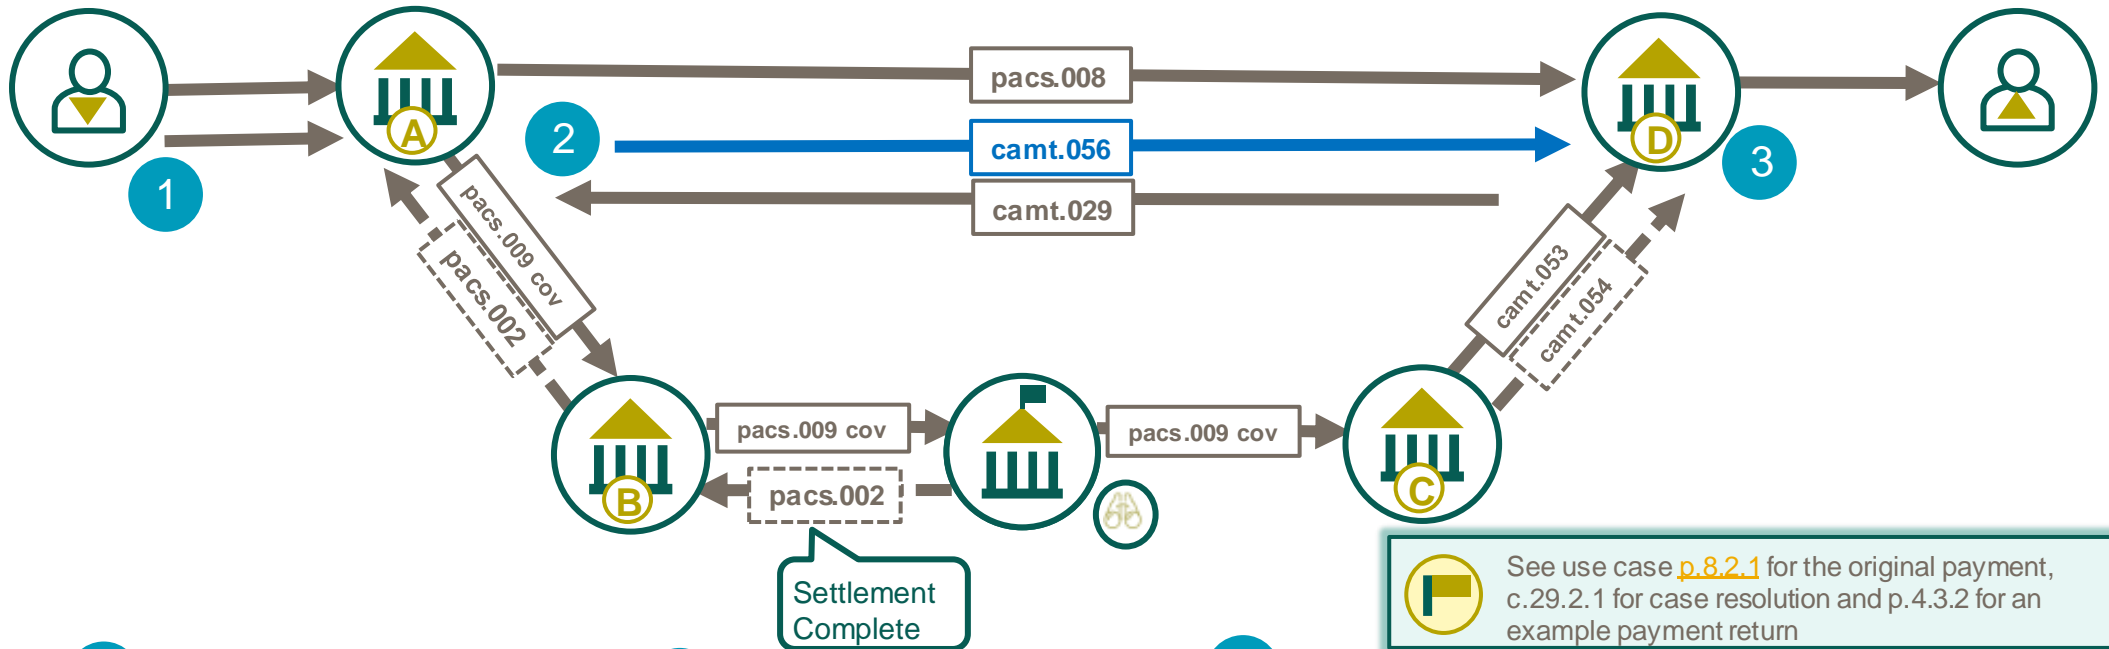 pacs.008
A
D
2
camt.056
3
1
camt.029
pacs.009 cov
pacs.002
camt.053
camt.054
pacs.009 cov
pacs.009 cov
B
pacs.002
C
Settlement
Complete
See use case p.8.2.1 for the original payment,
c.29.2.1 for case resolution and p.4.3.2 for an
example payment return